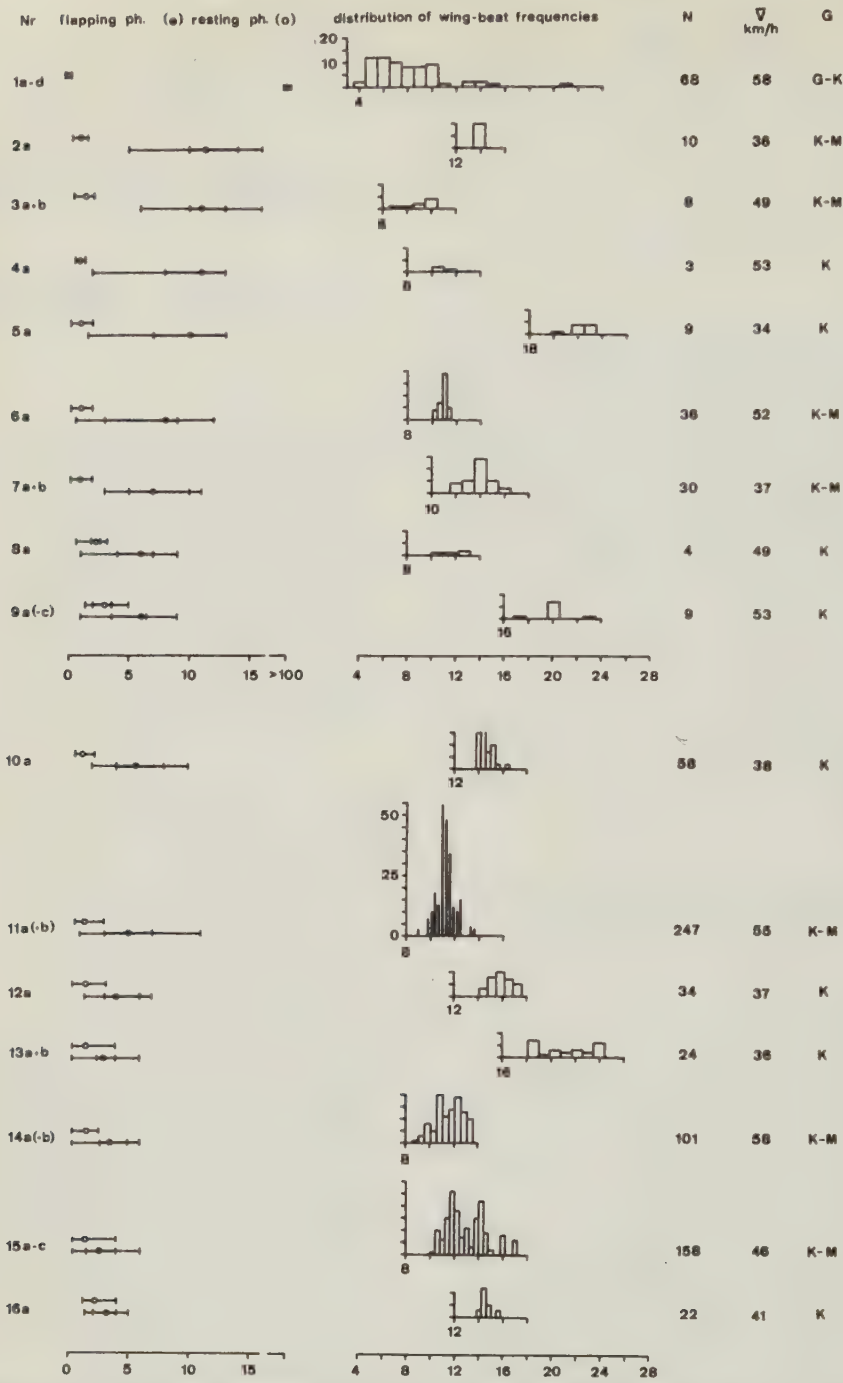 Nr flapping ph. (●) resting ph. (o) distribution of wing-beat frequencies N V̄ km/h G
20
10
4
1a-d 68 58 G-K
12
2a 10 36 K-M
3a+b 8 49 K-M
4a 3 53 K
18
5a 9 34 K
8
6a 36 52 K-M
10
7a+b 30 37 K-M
8a 4 49 K
16
9a(+c) 9 53 K
0 5 10 15 >100 4 8 12 16 20 24 28
12
10a 58 38 K
50
25
0
8
11a(+b) 247 55 K-M
12
12a 34 37 K
16
13a+b 24 36 K
8
14a(+b) 101 56 K-M
8
15a-c 158 46 K-M
12
16a 22 41 K
0 5 10 15 4 8 12 16 20 24 28